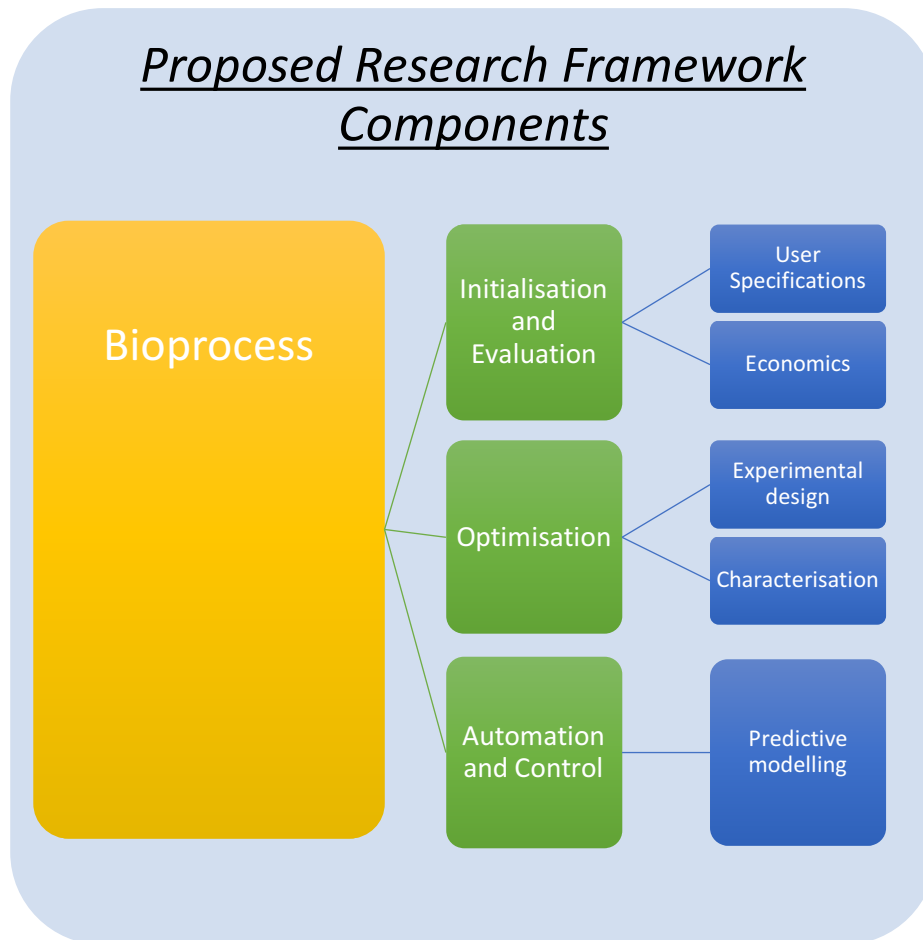 Proposed Research Framework
Components
Bioprocess
Initialisation
and
Evaluation
User
Specifications
Economics
Optimisation
Experimental
design
Characterisation
Automation
and Control
Predictive
modelling